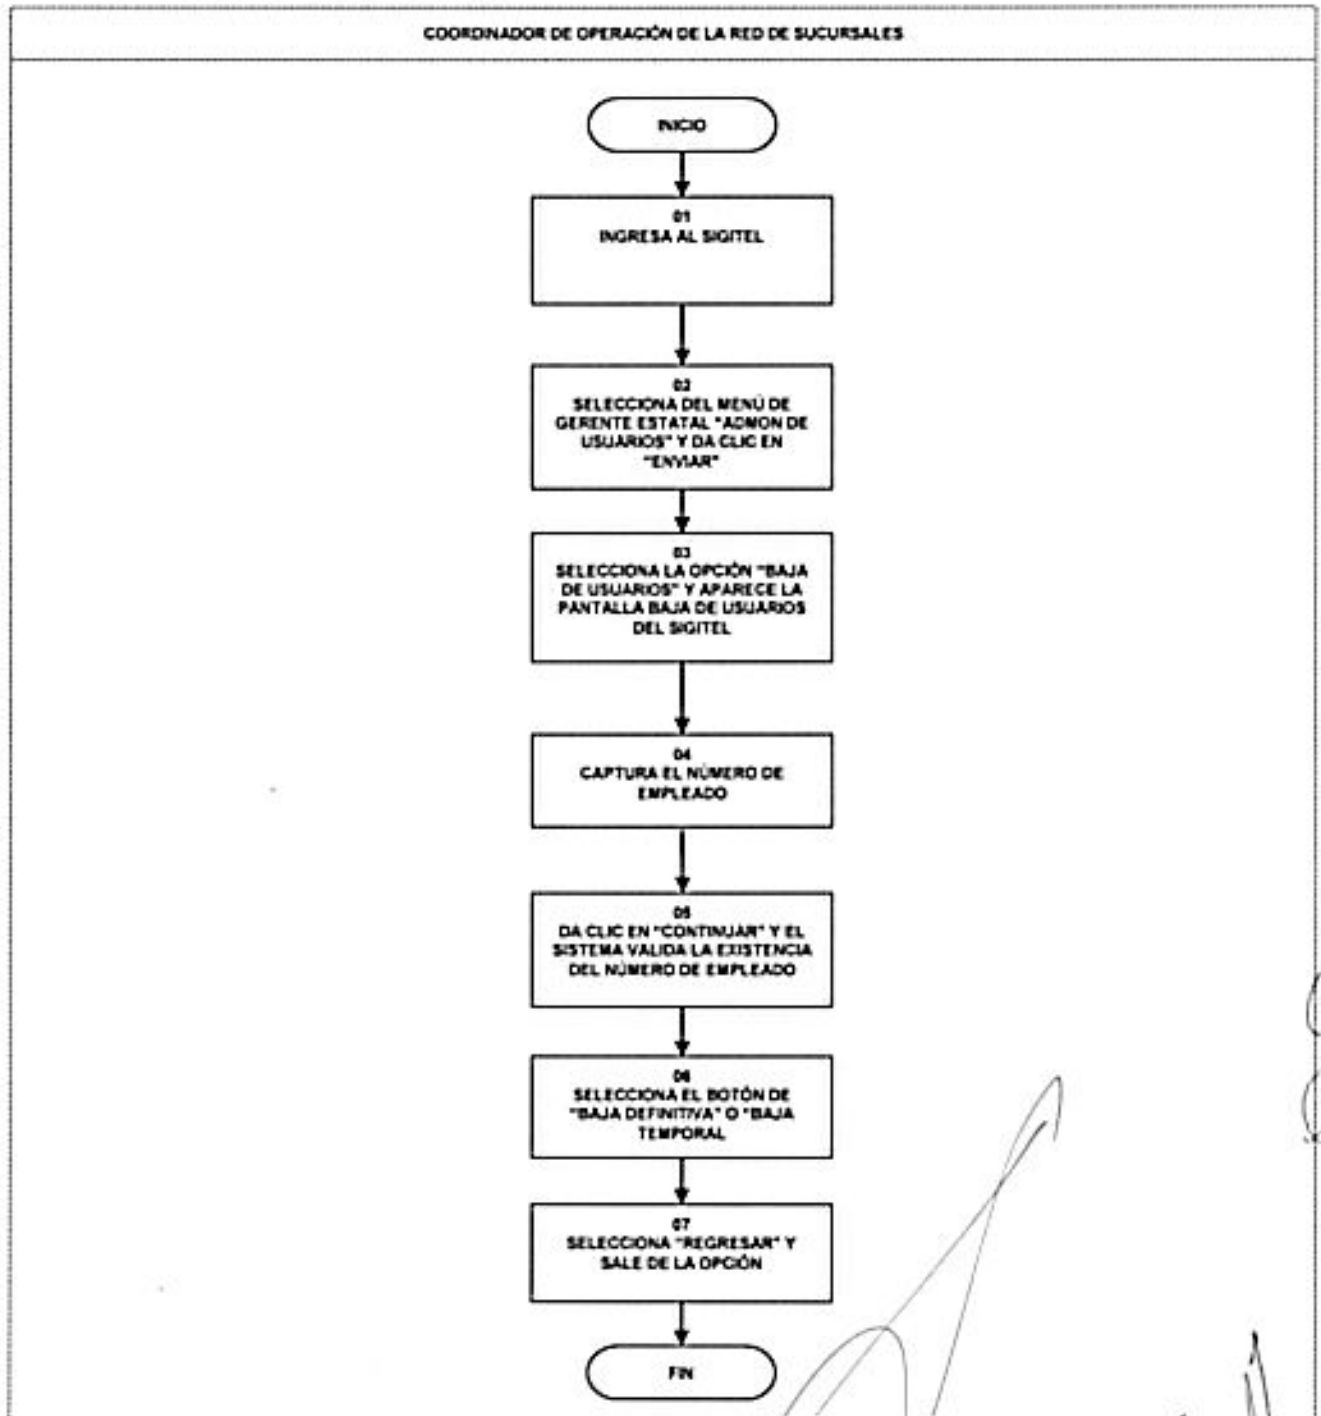 COORDINADOR DE OPERACIÓN DE LA RED DE SUCURSALES
INICIO
01
INGRESA AL SIGITEL
02
SELECCIONA DEL MENÚ DE
GERENTE ESTATAL "ADMON DE
USUARIOS" Y DA CLIC EN
"ENVIAR"
03
SELECCIONA LA OPCIÓN "BAJA
DE USUARIOS" Y APARECE LA
PANTALLA BAJA DE USUARIOS
DEL SIGITEL
04
CAPTURA EL NÚMERO DE
EMPLEADO
05
DA CLIC EN "CONTINUAR" Y EL
SISTEMA VALIDA LA EXISTENCIA
DEL NÚMERO DE EMPLEADO
06
SELECCIONA EL BOTÓN DE
"BAJA DEFINITIVA" O "BAJA
TEMPORAL
07
SELECCIONA "REGRESAR" Y
SALE DE LA OPCIÓN
FIN